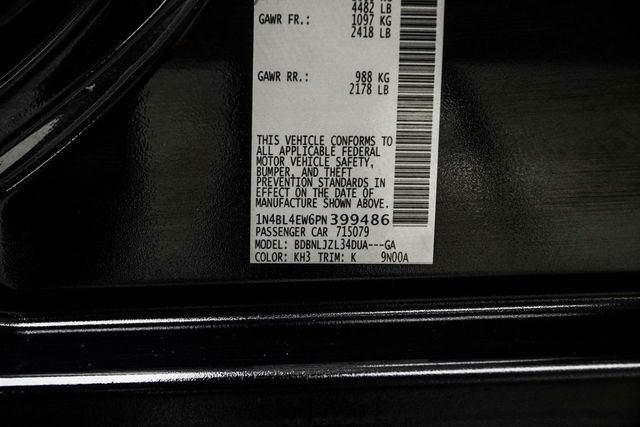 4482 LB
GAWR FR.: 1097 KG
2418 LB
GAWR RR.: 988 KG
2178 LB
THIS VEHICLE CONFORMS TO
ALL APPLICABLE FEDERAL
MOTOR VEHICLE SAFETY,
BUMPER, AND THEFT
PREVENTION STANDARDS IN
EFFECT ON THE DATE OF
MANUFACTURE SHOWN ABOVE.
1N4BL4EW6PN399486
PASSENGER CAR 715079
MODEL: BDBNLJZL34DUA---GA
COLOR: KH3 TRIM: K 9N00A